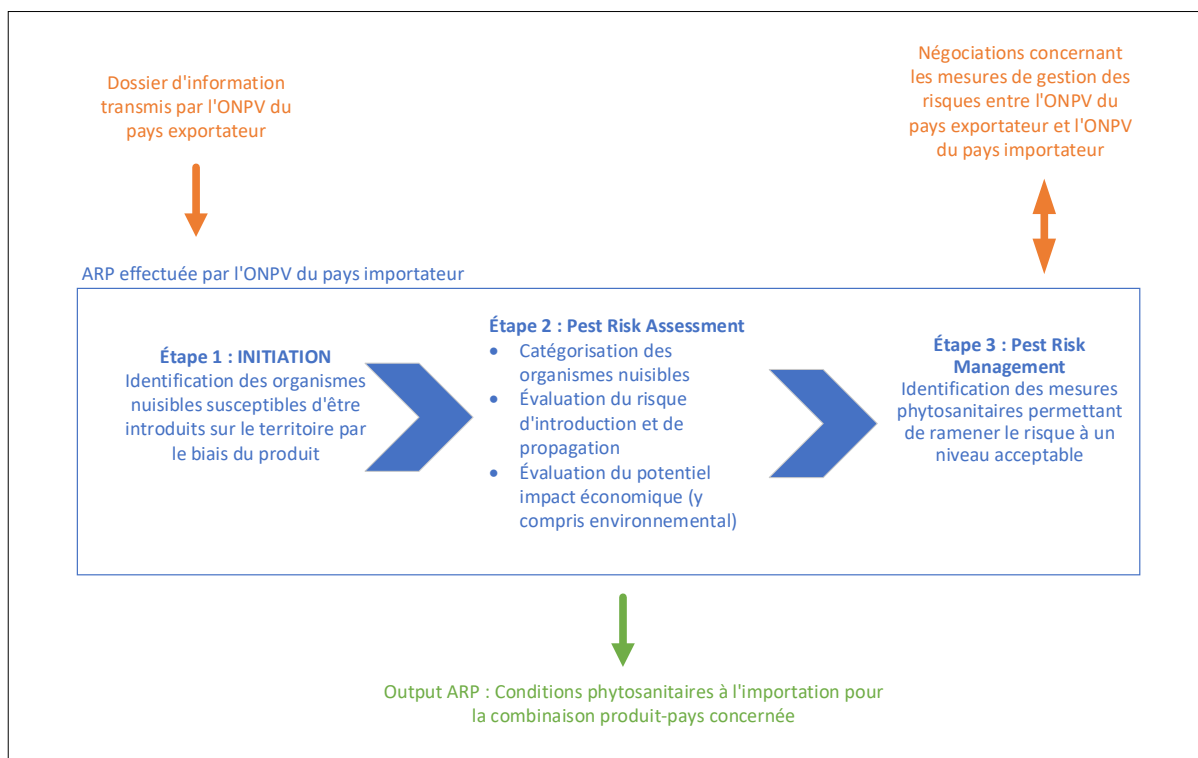 Dossier d'information
transmis par l'ONPV du
pays exportateur
Négociations concernant
les mesures de gestion des
risques entre l'ONPV du
pays exportateur et l'ONPV
du pays importateur
ARP effectuée par l'ONPV du pays importateur
Étape 1 : INITIATION
Identification des organismes
nuisibles susceptibles d'être
introduits sur le territoire par
le biais du produit
Étape 2 : Pest Risk Assessment
• Catégorisation des
organismes nuisibles
• Évaluation du risque
d'introduction et de
propagation
• Évaluation du potentiel
impact économique (y
compris environnemental)
Étape 3 : Pest Risk
Management
Identification des mesures
phytosanitaires permettant
de ramener le risque à un
niveau acceptable
Output ARP : Conditions phytosanitaires à l'importation pour
la combinaison produit-pays concernée